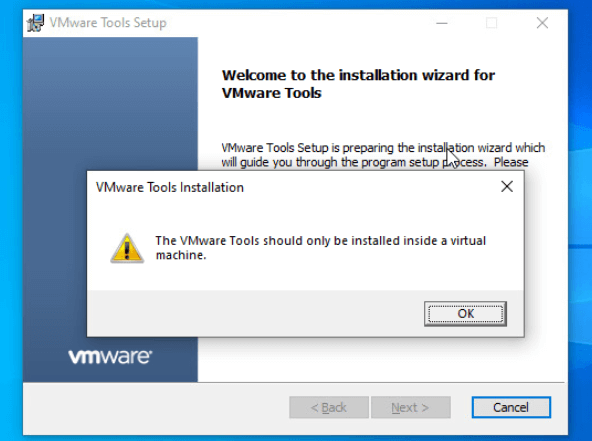 VMware Tools Setup
Welcome to the installation wizard for
VMware Tools
VMware Tools Setup is preparing the installation wizard which
will guide you through the program setup process. Please
VMware Tools Installation
The VMware Tools should only be installed inside a virtual
machine.
OK
vmware®
< Back
Next >
Cancel